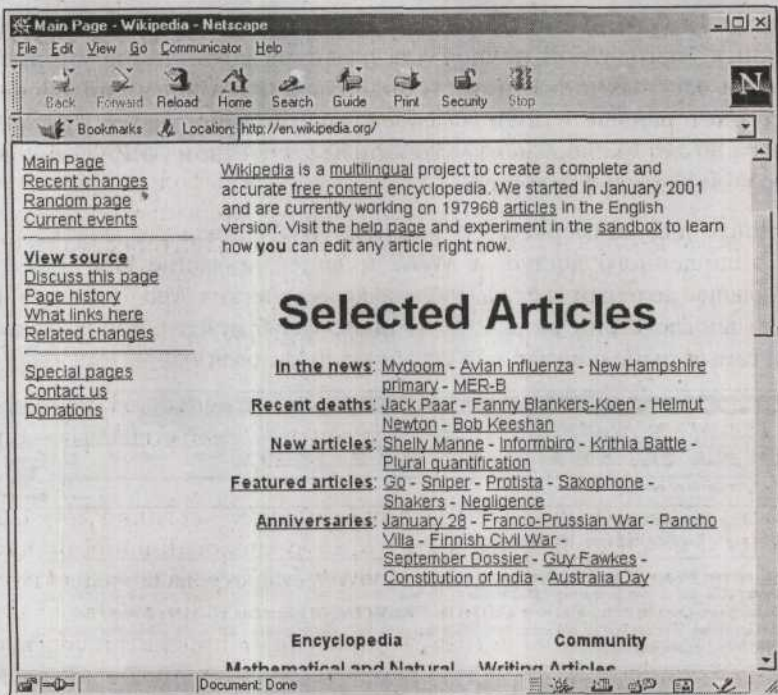 Main Page - Wikipedia - Netscape
File Edit View Go Communicator Help
Back Forward Reload Home Search Guide Print Security Stop
N
Bookmarks Location: http://en.wikipedia.org/
Main Page
Recent changes
Random page
Current events
View source
Discuss this page
Page history
What links here
Related changes
Special pages
Contact us
Donations
Wikipedia is a multilingual project to create a complete and
accurate free content encyclopedia. We started in January 2001
and are currently working on 197968 articles in the English
version. Visit the help page and experiment in the sandbox to learn
how you can edit any article right now.
Selected Articles
In the news: Mydoom - Avian Influenza - New Hampshire
primary - MER-B
Recent deaths: Jack Paar - Fanny Blankers-Koen - Helmut
Newton - Bob Keeshan
New articles: Shelly Manne - Informbiro - Krithia Battle -
Plural quantification
Featured articles: Go - Sniper - Protista - Saxophone -
Shakers - Negligence
Anniversaries: January 28 - Franco-Prussian War - Pancho
Villa - Finnish Civil War -
September Dossier - Guy Fawkes -
Constitution of India - Australia Day
Encyclopedia Community
Mathematical and Natural Writing Articles
Document: Done